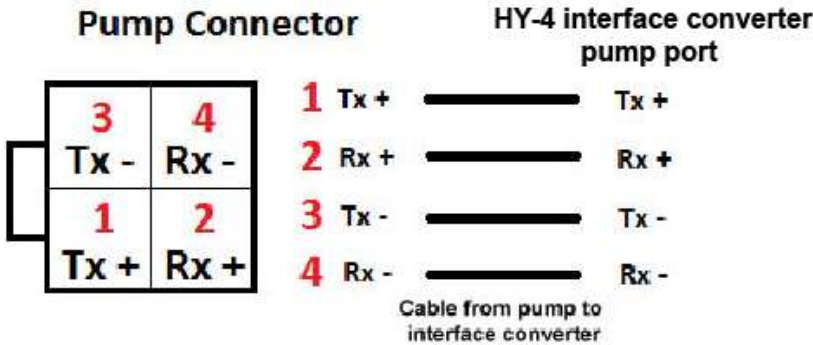 Pump Connector
HY-4 interface converter
pump port
3 4
Tx - Rx -
1 2
Tx + Rx +
1 Tx + Tx +
2 Rx + Rx +
3 Tx - Tx -
4 Rx - Rx -
Cable from pump to
interface converter